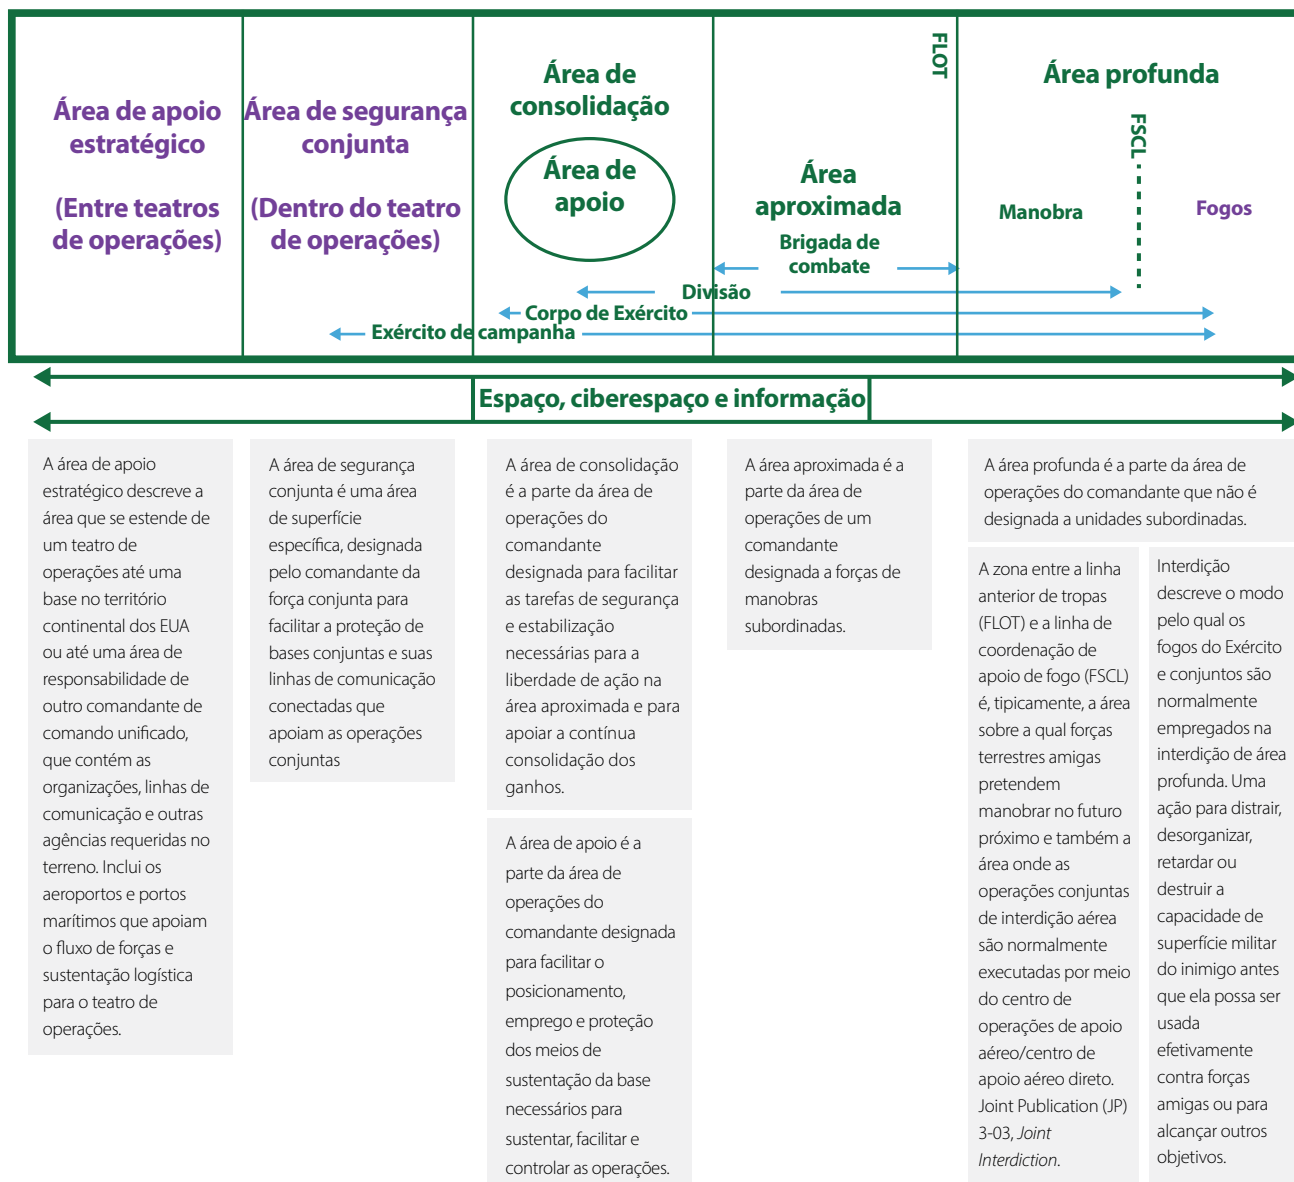 Área de apoio
estratégico
(Entre teatros
de operações)
Área de segurança
conjunta
(Dentro do teatro
de operações)
Área de
consolidação
Área de
apoio
Área
aproximada
FLOT
Área profunda
FSCL
Manobra
Fogos
Brigada de
combate
Divisão
Corpo de Exército
Exército de campanha
Espaço, ciberespaço e informação
A área de apoio
estratégico descreve a
área que se estende de
um teatro de
operações até uma
base no território
continental dos EUA
ou até uma área de
responsabilidade de
outro comandante de
comando unificado,
que contém as
organizações, linhas de
comunicação e outras
agências requeridas no
terreno. Inclui os
aeroportos e portos
marítimos que apoiam
o fluxo de forças e
sustentação logística
para o teatro de
operações.
A área de segurança
conjunta é uma área
de superfície
específica, designada
pelo comandante da
força conjunta para
facilitar a proteção de
bases conjuntas e suas
linhas de comunicação
conectadas que
apoiam as operações
conjuntas
A área de consolidação
é a parte da área de
operações do
comandante
designada para facilitar
as tarefas de segurança
e estabilização
necessárias para a
liberdade de ação na
área aproximada e para
apoiar a contínua
consolidação dos
ganhos.
A área de apoio é a
parte da área de
operações do
comandante designada
para facilitar o
posicionamento,
emprego e proteção
dos meios de
sustentação da base
necessários para
sustentar, facilitar e
controlar as operações.
A área aproximada é a
parte da área de
operações de um
comandante
designada a forças de
manobras
subordinadas.
A área profunda é a parte da área de
operações do comandante que não é
designada a unidades subordinadas.
A zona entre a linha
anterior de tropas
(FLOT) e a linha de
coordenação de
apoio de fogo (FSCL)
é, tipicamente, a área
sobre a qual forças
terrestres amigas
pretendem
manobrar no futuro
próximo e também a
área onde as
operações conjuntas
de interdição aérea
são normalmente
executadas por meio
do centro de
operações de apoio
aéreo/centro de
apoio aéreo direto.
Joint Publication (JP)
3-03, Joint
Interdiction.
Interdição
descreve o modo
pelo qual os
fogos do Exército
e conjuntos são
normalmente
empregados na
interdição de área
profunda. Uma
ação para distrair,
desorganizar,
retardar ou
destruir a
capacidade de
superfície militar
do inimigo antes
que ela possa ser
usada
efetivamente
contra forças
amigas ou para
alcançar outros
objetivos.